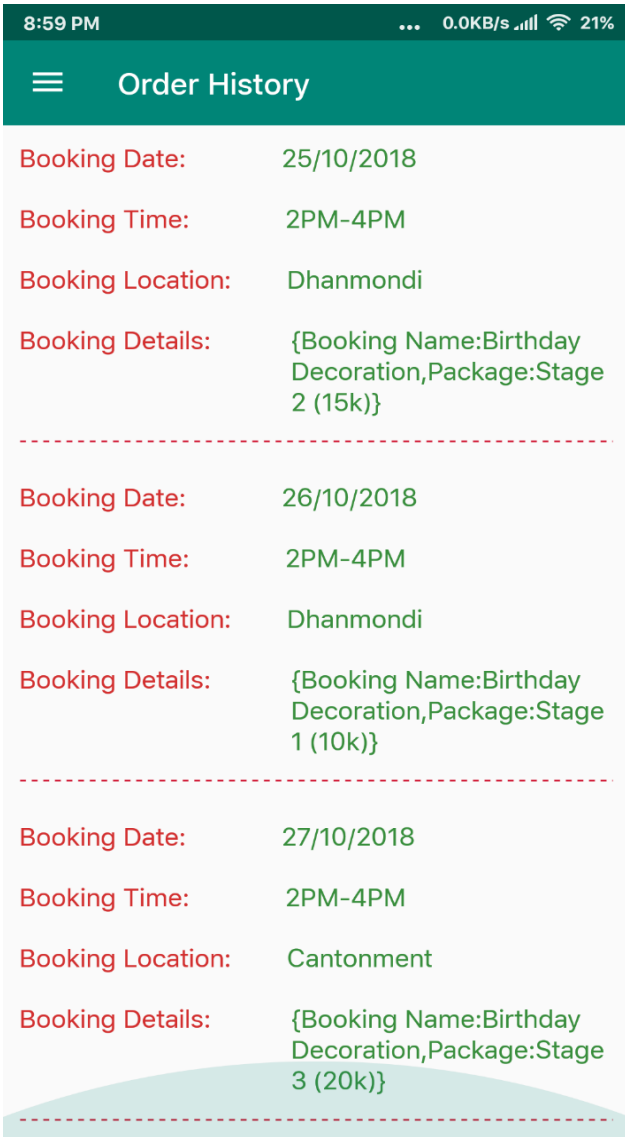 8:59 PM ... 0.0KB/s 21%
Order History
Booking Date: 25/10/2018
Booking Time: 2PM-4PM
Booking Location: Dhanmondi
Booking Details: {Booking Name:Birthday
Decoration,Package:Stage
2 (15k)}
Booking Date: 26/10/2018
Booking Time: 2PM-4PM
Booking Location: Dhanmondi
Booking Details: {Booking Name:Birthday
Decoration,Package:Stage
1 (10k)}
Booking Date: 27/10/2018
Booking Time: 2PM-4PM
Booking Location: Cantonment
Booking Details: {Booking Name:Birthday
Decoration,Package:Stage
3 (20k)}